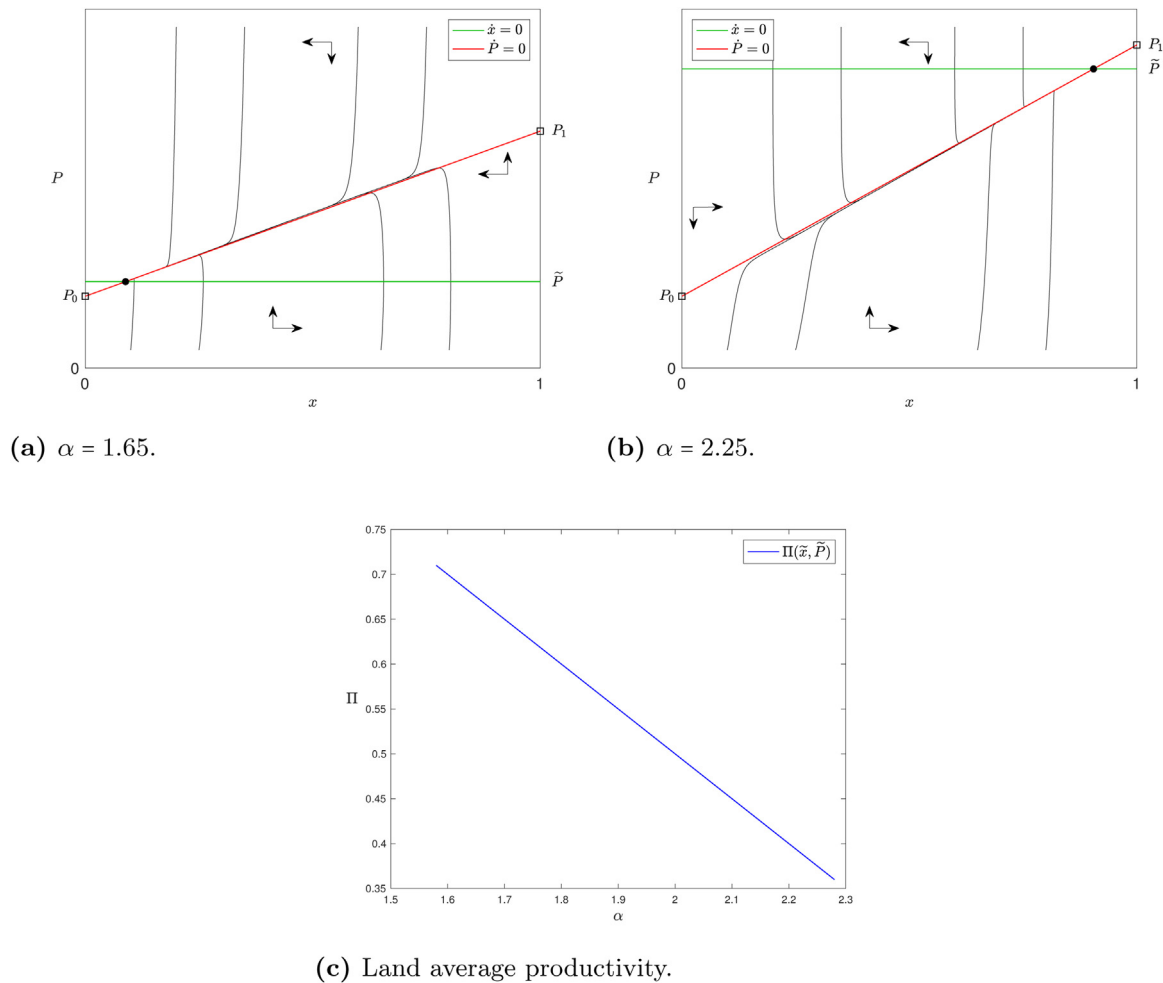 ẋ = 0
Ṗ = 0
P₁
P
P̃
P₀
0
0
1
x
(a) α = 1.65.
ẋ = 0
Ṗ = 0
P₁
P̃
P
P₀
0
0
1
x
(b) α = 2.25.
0.75
Π(x̃, P̃)
0.7
0.65
0.6
Π
0.55
0.5
0.45
0.4
0.35
1.5
1.6
1.7
1.8
1.9
2
2.1
2.2
2.3
α
(c) Land average productivity.